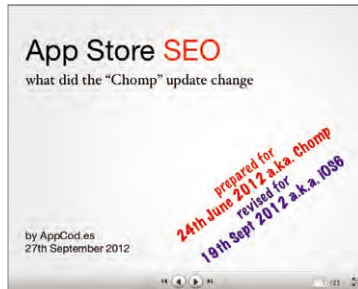 App Store SEO
what did the “Chomp” update change
prepared for
24th June 2012 a.k.a. Chomp
revised for
19th Sept 2012 a.k.a. iOS6
by AppCod.es
27th September 2012